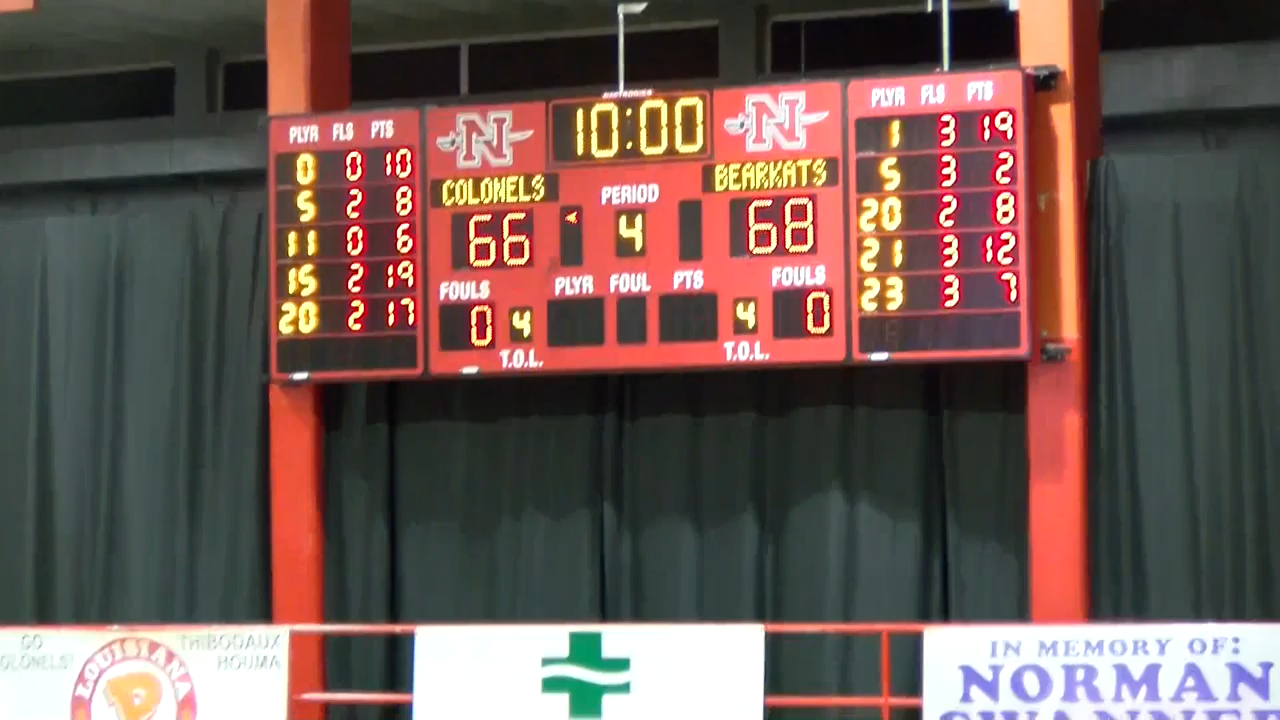 PLYR FLS PTS
0 0 10
5 2 8
11 0 6
15 2 19
20 2 17
N
10:00
N
COLONELS
BEARKATS
PERIOD
66
4
68
FOULS
PLYR FOUL PTS
FOULS
0
4
4
0
T.O.L.
T.O.L.
PLYR FLS PTS
1 3 19
5 3 2
20 2 8
21 3 12
23 3 7
GO
THIBODAUX
HOUMA
LOUISIANA
P
IN MEMORY OF:
NORMAN